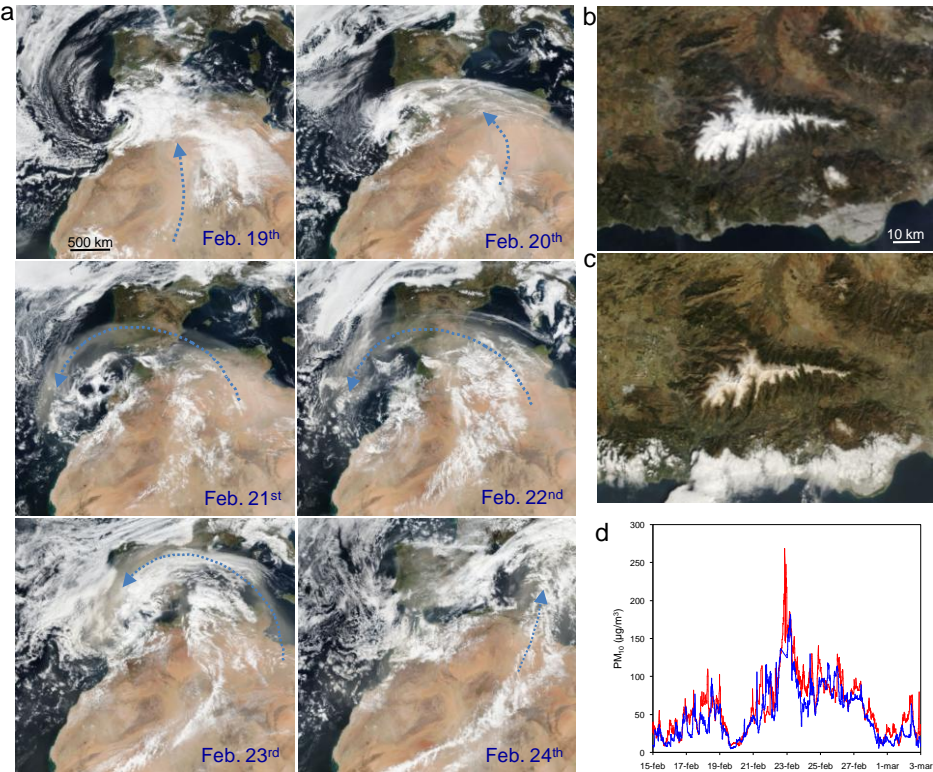 a
Feb. 19th
500 km
Feb. 20th
Feb. 21st
Feb. 22nd
Feb. 23rd
Feb. 24th
b
10 km
c
d
PM10 (μg/m3)
300
250
200
150
100
50
0
15-feb 17-feb 19-feb 21-feb 23-feb 25-feb 27-feb 1-mar 3-mar